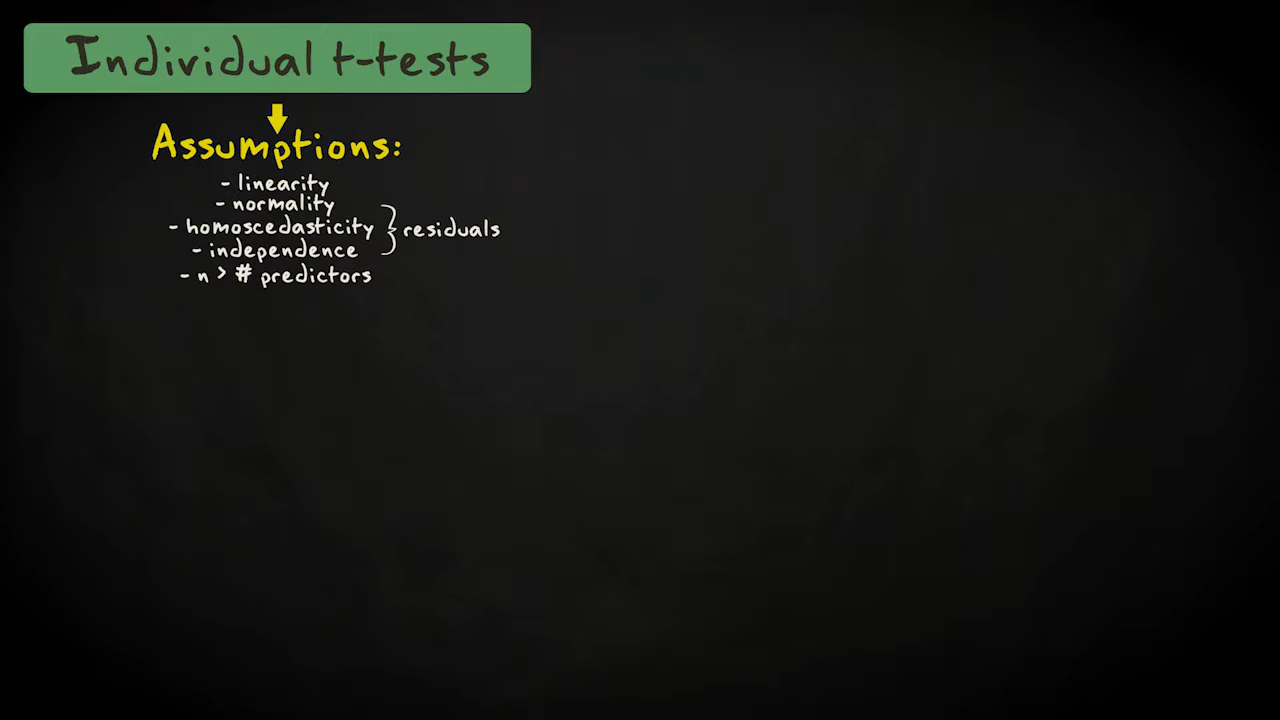 Individual t-tests
Assumptions:
- linearity
- normality
- homoscedasticity } residuals
- independence
- n > # predictors